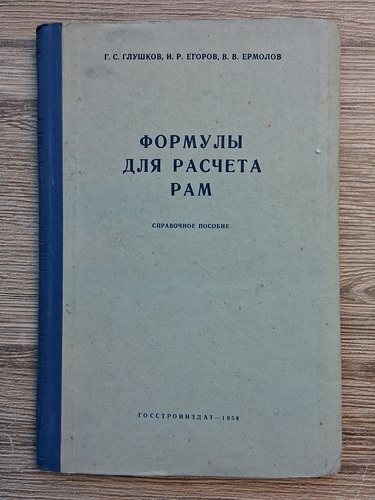 Г. С. ГЛУШКОВ, И. Р. ЕГОРОВ, В. В. ЕРМОЛОВ
ФОРМУЛЫ
ДЛЯ РАСЧЕТА
РАМ
СПРАВОЧНОЕ ПОСОБИЕ
ГОССТРОЙИЗДАТ—1958